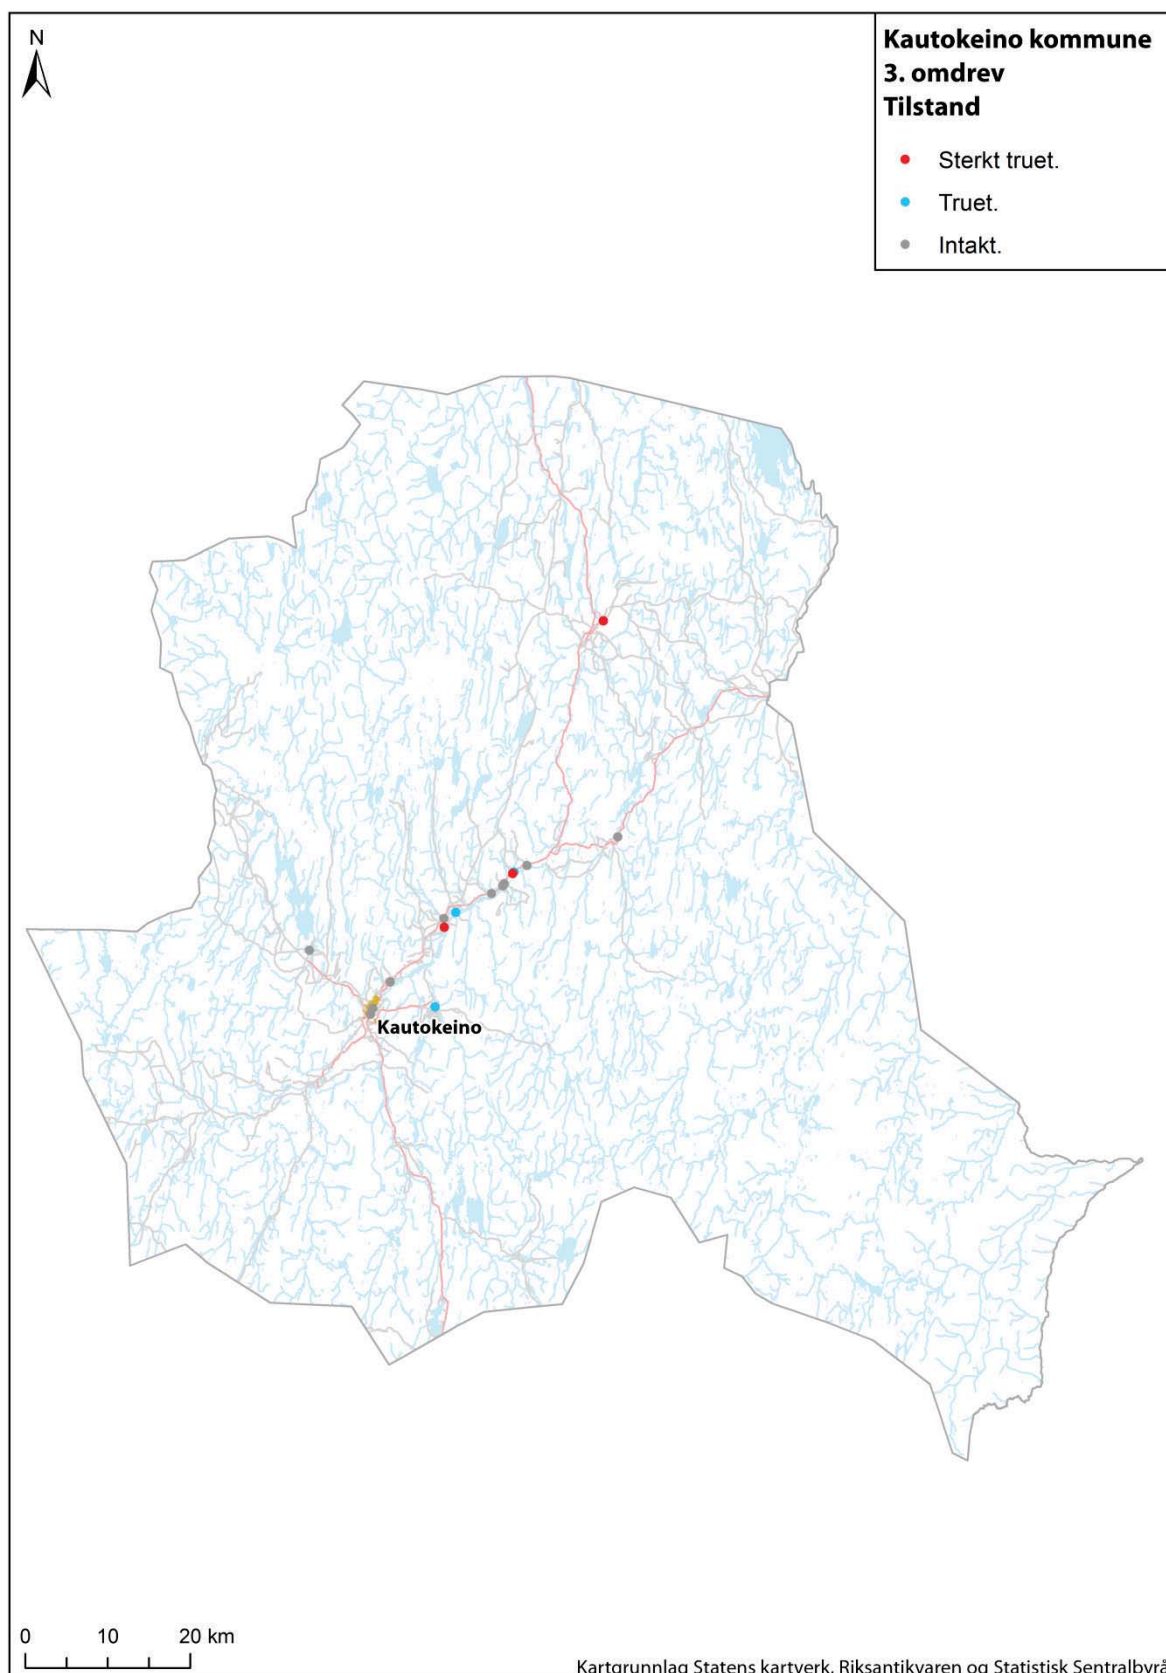 N
Kautokeino kommune
3. omdrev
Tilstand
Sterkt truet.
Truet.
Intakt.
Kautokeino
0 10 20 km
Kartgrunnlag Statens kartverk, Riksantikvaren og Statistisk Sentralbyrå